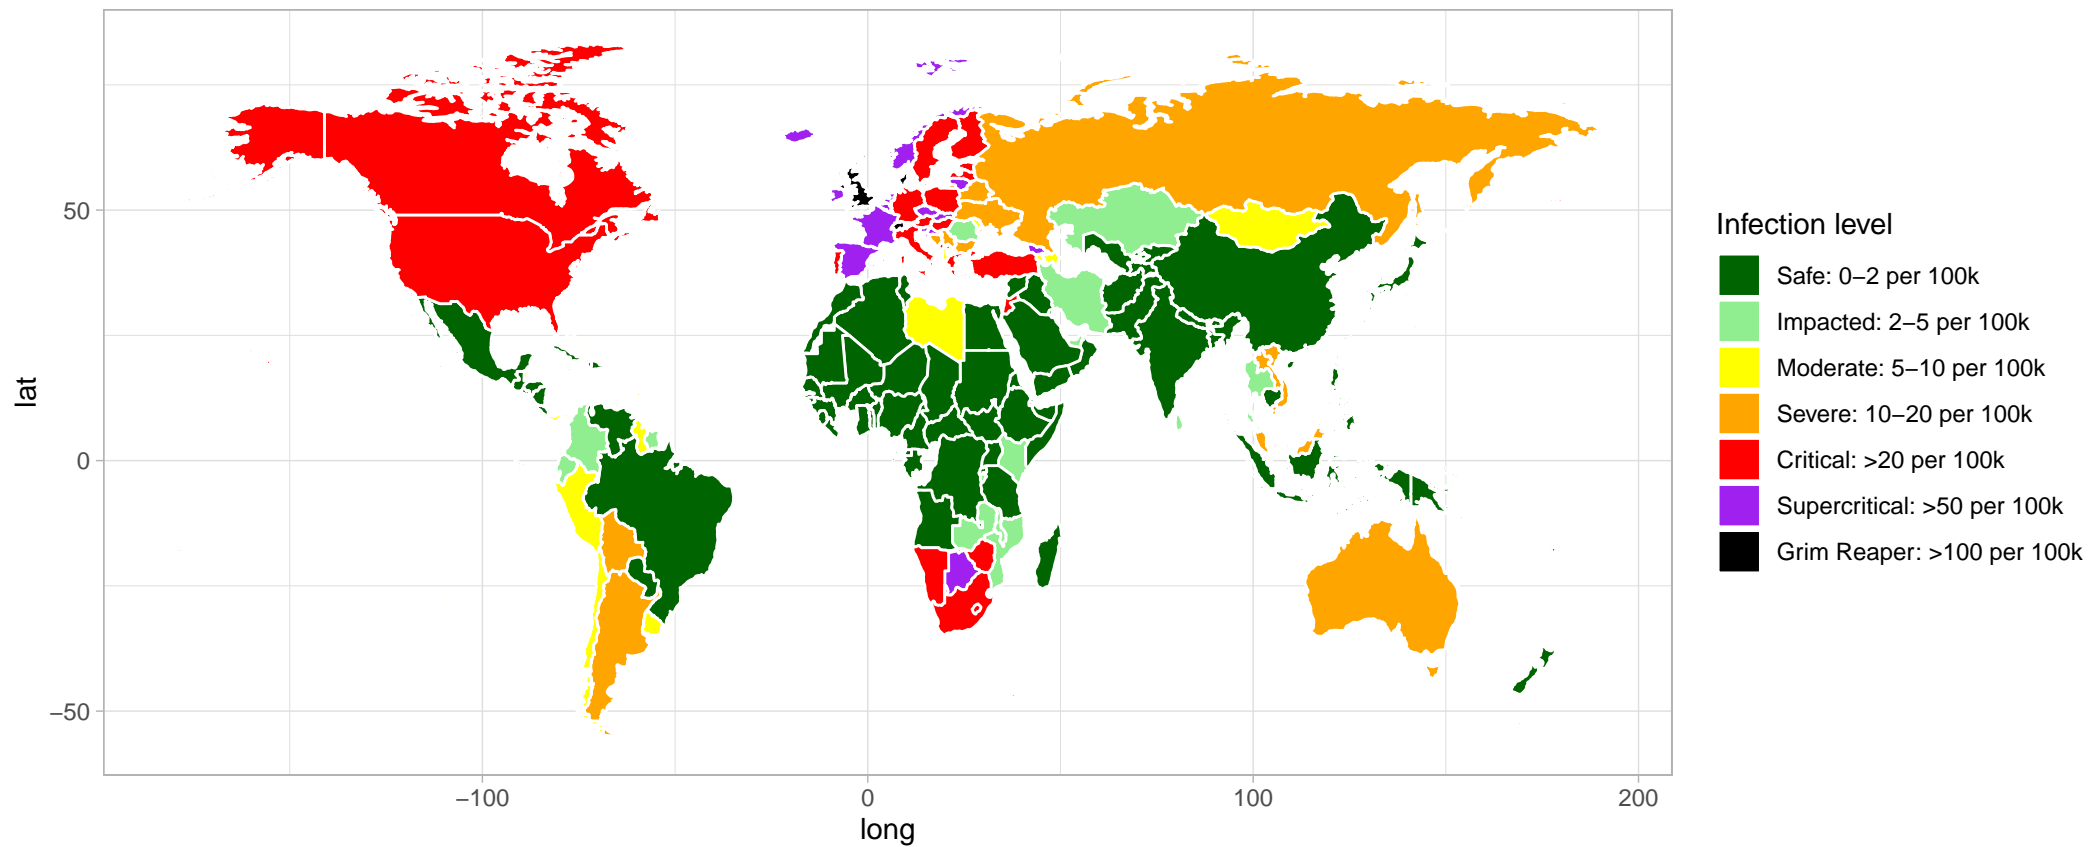 50
0
−50
lat
−100
0
100
200
long
Infection level
Safe: 0−2 per 100k
Impacted: 2−5 per 100k
Moderate: 5−10 per 100k
Severe: 10−20 per 100k
Critical: >20 per 100k
Supercritical: >50 per 100k
Grim Reaper: >100 per 100k